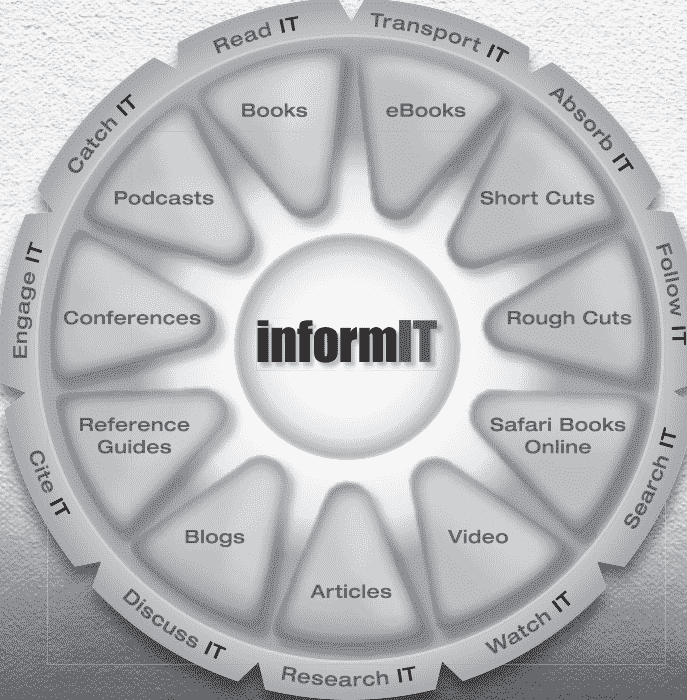 Read IT
Transport IT
Absorb IT
Follow IT
Search IT
Watch IT
Research IT
Discuss IT
Cite IT
Engage IT
Catch IT
Books
eBooks
Short Cuts
Rough Cuts
Safari Books
Online
Video
Articles
Blogs
Reference
Guides
Conferences
Podcasts
informIT